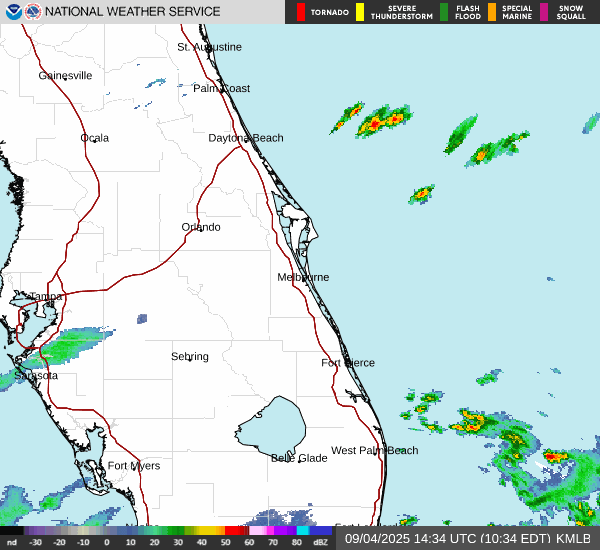 NATIONAL WEATHER SERVICE
TORNADO
SEVERE THUNDERSTORM
FLASH FLOOD
SPECIAL MARINE
SNOW SQUALL
St. Augustine
Gainesville
Palm Coast
Ocala
Daytona Beach
Orlando
Melbourne
Tampa
Sebring
Fort Pierce
Sarasota
West Palm Beach
Belle Glade
Fort Myers
nd -30 -20 -10 0 10 20 30 40 50 60 70 80 dBZ
09/04/2025 14:34 UTC (10:34 EDT) KMLB